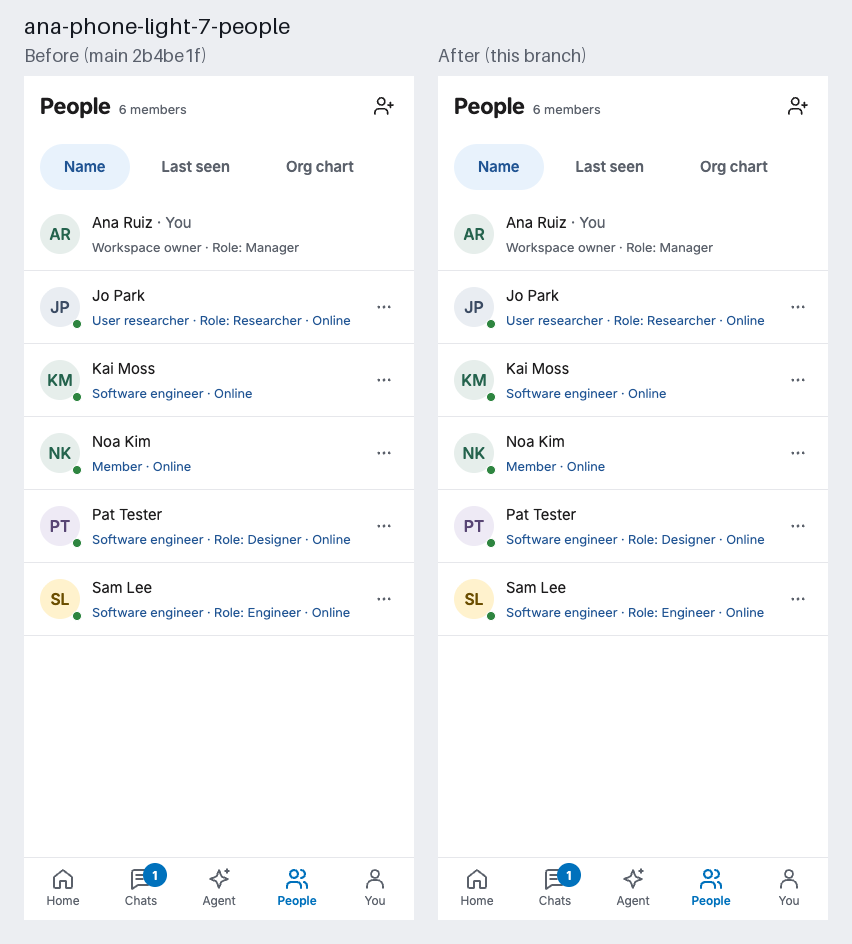 ana-phone-light-7-people
Before (main 2b4be1f)
People 6 members
Name Last seen Org chart
AR
Ana Ruiz · You
Workspace owner · Role: Manager
JP
Jo Park
User researcher · Role: Researcher · Online
KM
Kai Moss
Software engineer · Online
NK
Noa Kim
Member · Online
PT
Pat Tester
Software engineer · Role: Designer · Online
SL
Sam Lee
Software engineer · Role: Engineer · Online
1
Home Chats Agent People You
After (this branch)
People 6 members
Name Last seen Org chart
AR
Ana Ruiz · You
Workspace owner · Role: Manager
JP
Jo Park
User researcher · Role: Researcher · Online
KM
Kai Moss
Software engineer · Online
NK
Noa Kim
Member · Online
PT
Pat Tester
Software engineer · Role: Designer · Online
SL
Sam Lee
Software engineer · Role: Engineer · Online
1
Home Chats Agent People You